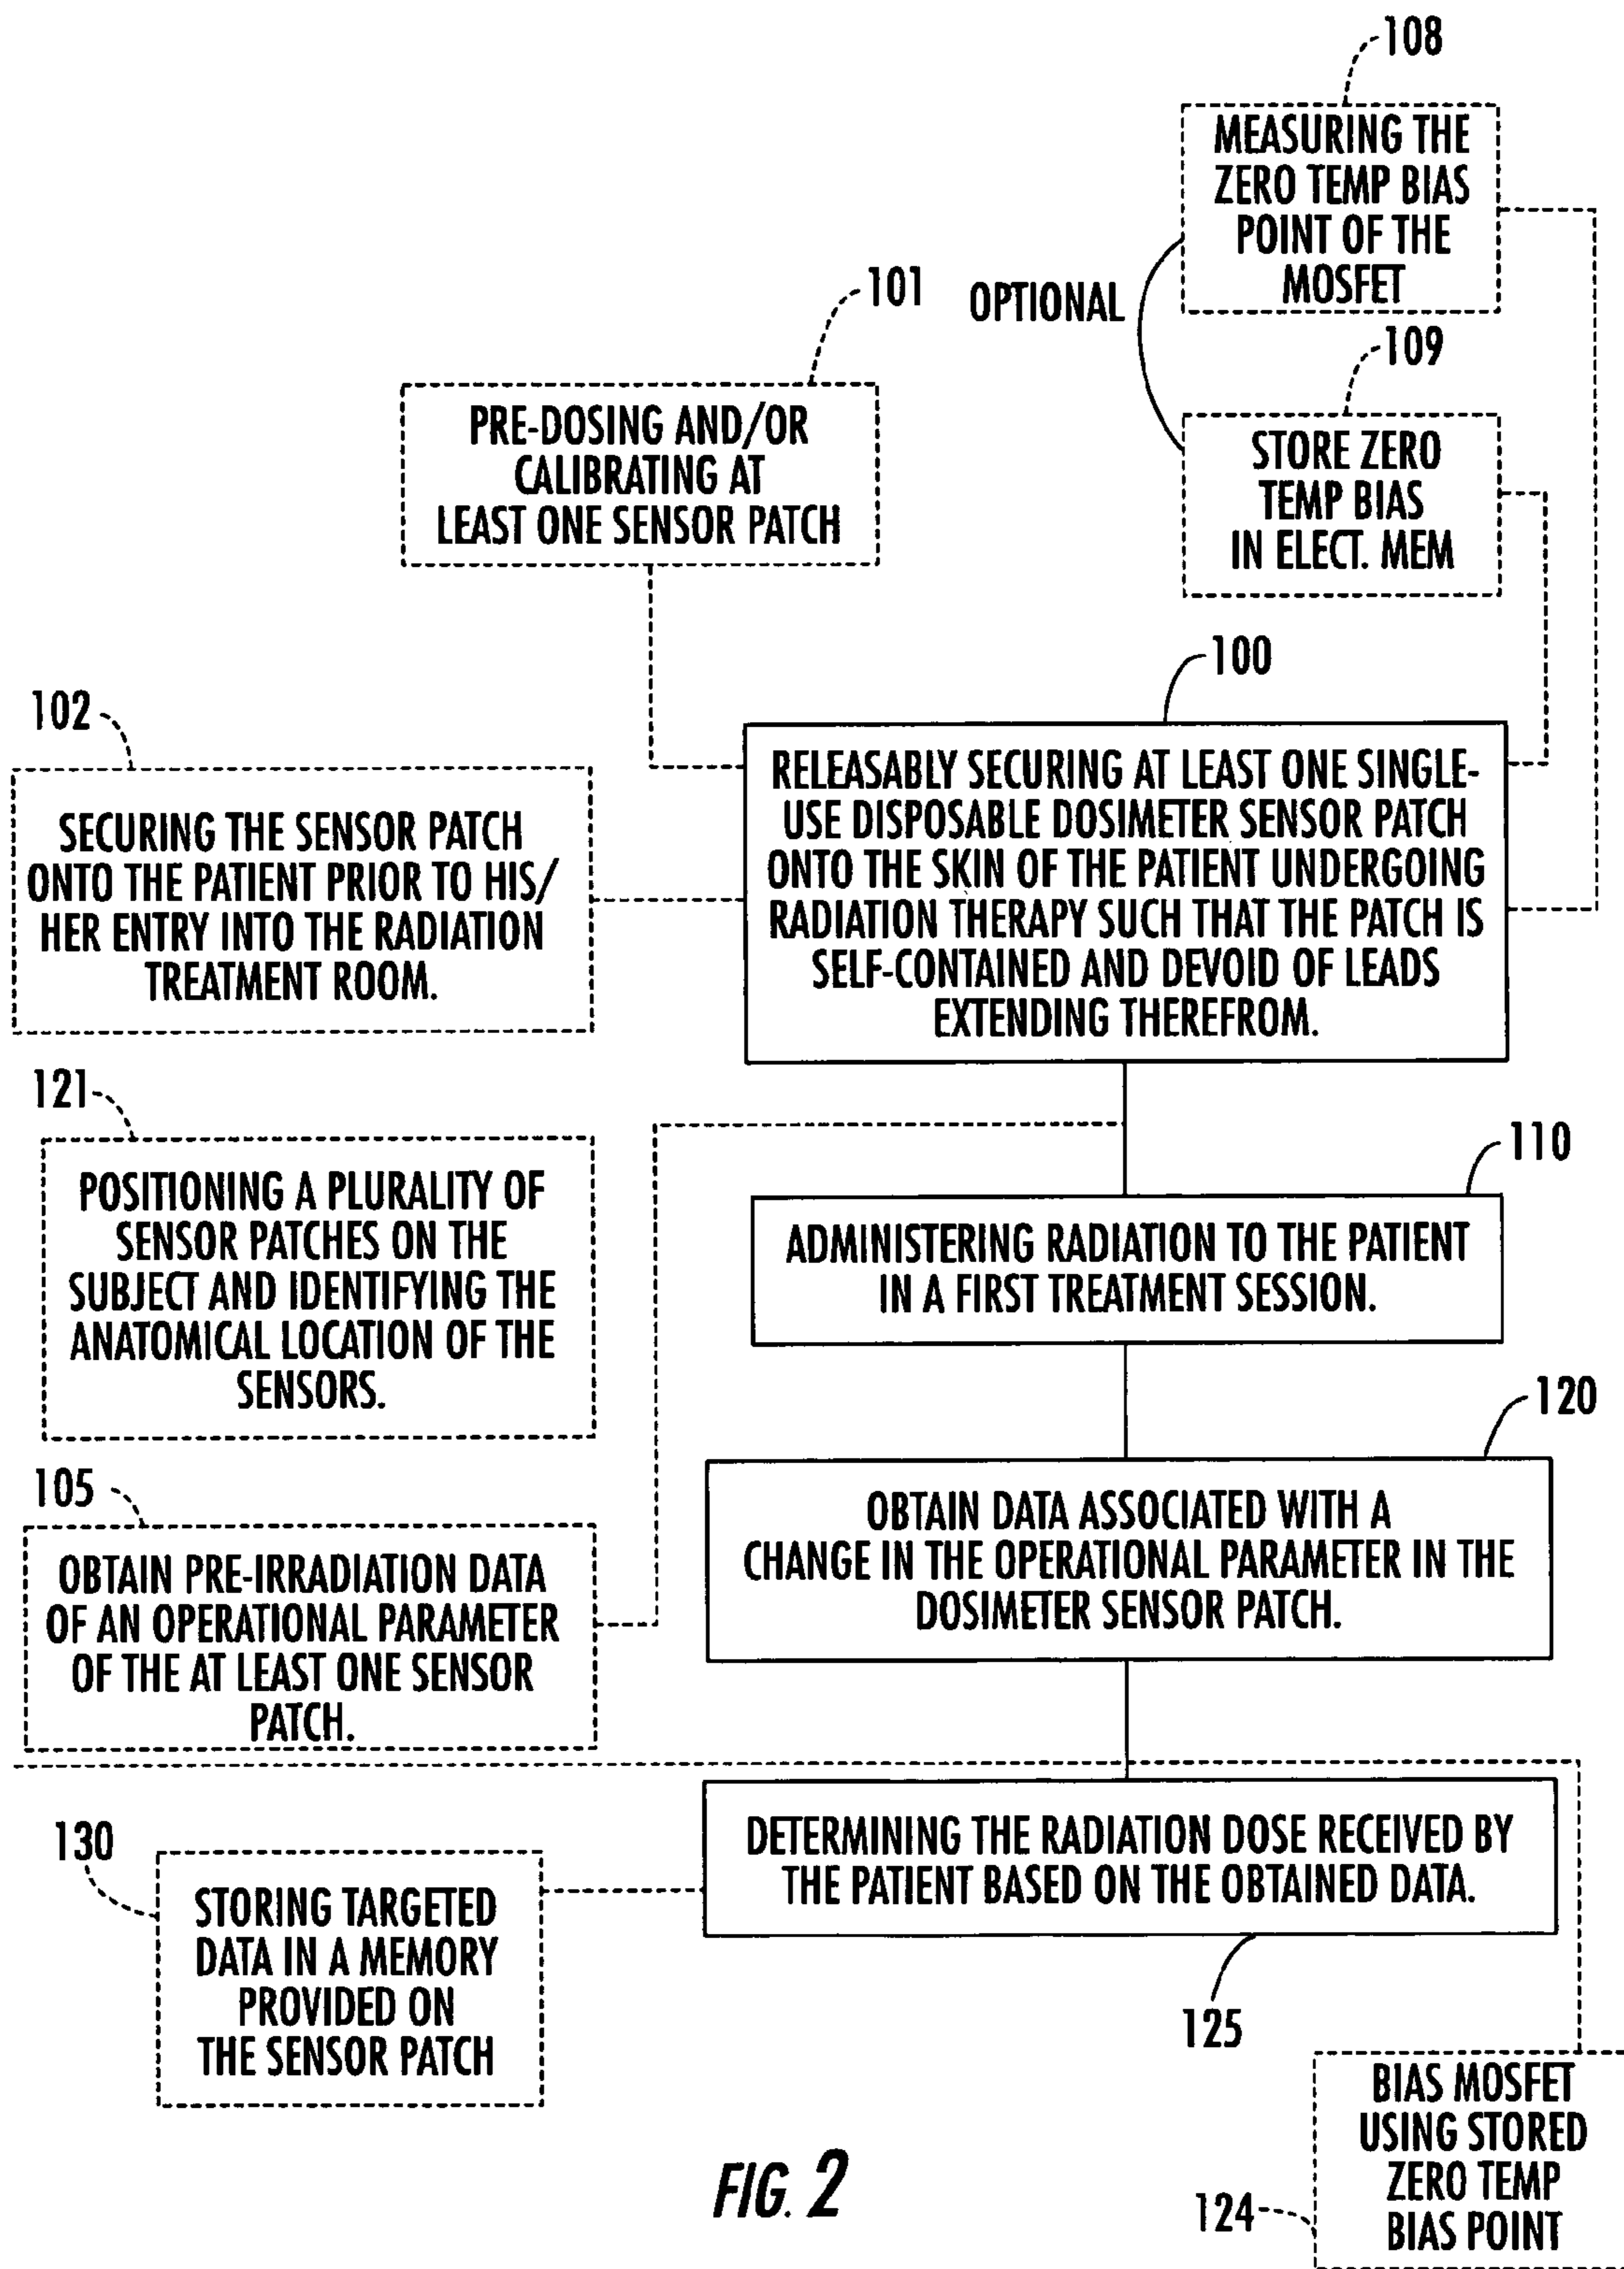 108
MEASURING THE
ZERO TEMP BIAS
POINT OF THE
MOSFET
101
OPTIONAL
109
PRE-DOSING AND/OR
CALIBRATING AT
LEAST ONE SENSOR PATCH
STORE ZERO
TEMP BIAS
IN ELECT. MEM
100
102
RELEASABLY SECURING AT LEAST ONE SINGLE-
USE DISPOSABLE DOSIMETER SENSOR PATCH
ONTO THE SKIN OF THE PATIENT UNDERGOING
RADIATION THERAPY SUCH THAT THE PATCH IS
SELF-CONTAINED AND DEVOID OF LEADS
EXTENDING THEREFROM.
SECURING THE SENSOR PATCH
ONTO THE PATIENT PRIOR TO HIS/
HER ENTRY INTO THE RADIATION
TREATMENT ROOM.
121
POSITIONING A PLURALITY OF
SENSOR PATCHES ON THE
SUBJECT AND IDENTIFYING THE
ANATOMICAL LOCATION OF THE
SENSORS.
110
ADMINISTERING RADIATION TO THE PATIENT
IN A FIRST TREATMENT SESSION.
120
OBTAIN DATA ASSOCIATED WITH A
CHANGE IN THE OPERATIONAL PARAMETER IN THE
DOSIMETER SENSOR PATCH.
105
OBTAIN PRE-IRRADIATION DATA
OF AN OPERATIONAL PARAMETER
OF THE AT LEAST ONE SENSOR
PATCH.
DETERMINING THE RADIATION DOSE RECEIVED BY
THE PATIENT BASED ON THE OBTAINED DATA.
125
130
STORING TARGETED
DATA IN A MEMORY
PROVIDED ON
THE SENSOR PATCH
BIAS MOSFET
USING STORED
ZERO TEMP
BIAS POINT
124
FIG. 2